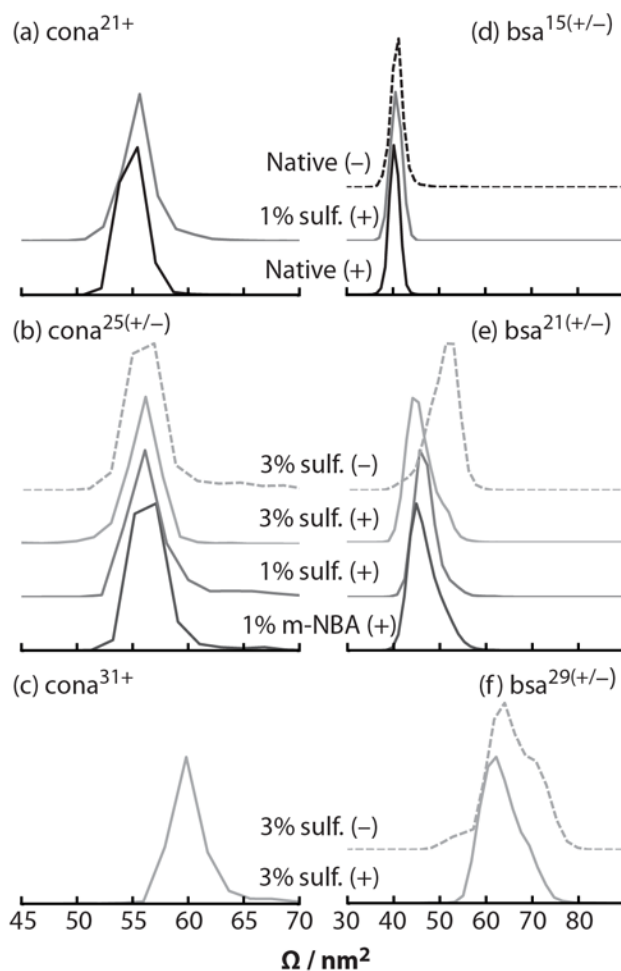 (a) cona²¹⁺
(d) bsa¹⁵⁽⁺/⁻⁾
Native (–)
1% sulf. (+)
Native (+)
(b) cona²⁵⁽⁺/⁻⁾
(e) bsa²¹⁽⁺/⁻⁾
3% sulf. (–)
3% sulf. (+)
1% sulf. (+)
1% m-NBA (+)
(c) cona³¹⁺
(f) bsa²⁹⁽⁺/⁻⁾
3% sulf. (–)
3% sulf. (+)
45 50 55 60 65 70 30 40 50 60 70 80
Ω / nm²